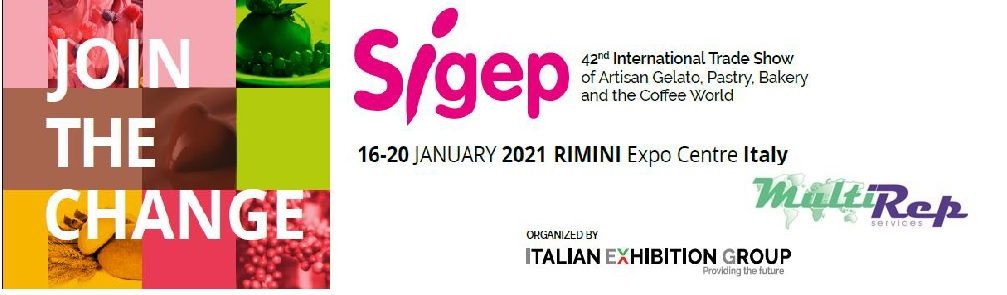 JOIN
THE
CHANGE
Sigep
42nd International Trade Show
of Artisan Gelato, Pastry, Bakery
and the Coffee World
16-20 JANUARY 2021 RIMINI Expo Centre Italy
MultiRep
services
ORGANIZED BY
ITALIAN EXHIBITION GROUP
Providing the future